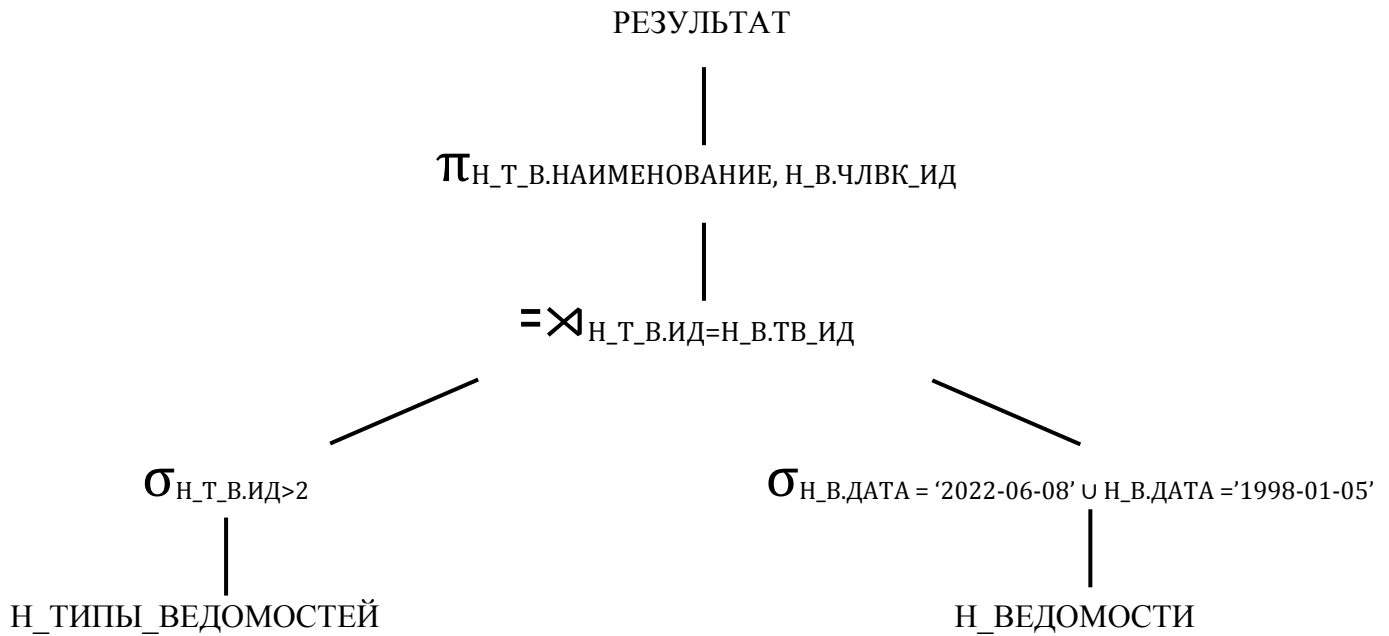 РЕЗУЛЬТАТ
πН_Т_В.НАИМЕНОВАНИЕ, Н_В.ЧЛВК_ИД
=⋊Н_Т_В.ИД=Н_В.ТВ_ИД
σН_Т_В.ИД>2
σН_В.ДАТА = ‘2022-06-08’ ∪ Н_В.ДАТА =’1998-01-05’
Н_ТИПЫ_ВЕДОМОСТЕЙ
Н_ВЕДОМОСТИ